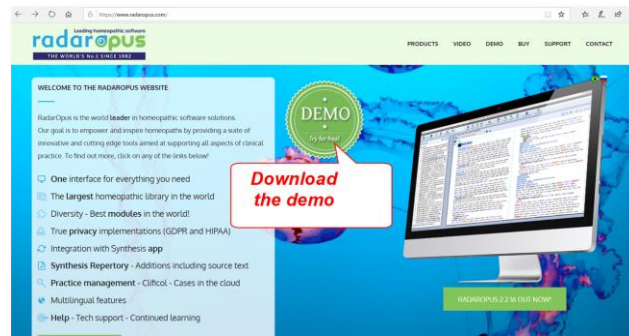 https://www.radaropus.com/
Leading homeopathic software
radaropus
THE WORLD'S No.1 SINCE 1982
PRODUCTS VIDEO DEMO BUY SUPPORT CONTACT
WELCOME TO THE RADAROPUS WEBSITE
RadarOpus is the world leader in homeopathic software solutions.
Our goal is to empower and inspire homeopaths by providing a suite of
innovative and cutting edge tools aimed at supporting all aspects of clinical
practice. To find out more, click on any of the links below!
One interface for everything you need
The largest homeopathic library in the world
Diversity - Best modules in the world!
True privacy implementations (GDPR and HIPAA)
Integration with Synthesis app
Synthesis Repertory - Additions including source text
Practice management - Clificol - Cases in the cloud
Multilingual features
Help - Tech support - Continued learning
DEMO
Try for free!
Download
the demo
RADAROPUS 2.2.16 OUT NOW!